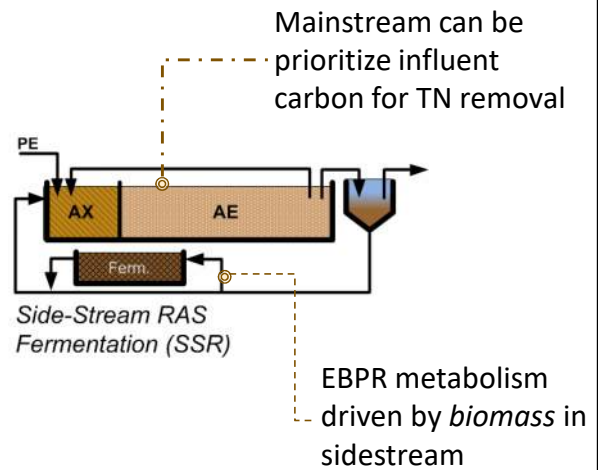 Mainstream can be
prioritize influent
carbon for TN removal
PE
AX
AE
Ferm.
Side-Stream RAS
Fermentation (SSR)
EBPR metabolism
driven by biomass in
sidestream